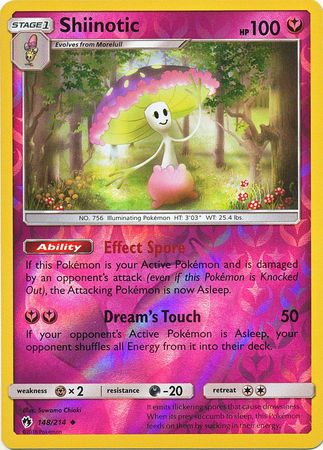 STAGE 1
Shiinotic
HP 100
Evolves from Morelull
NO. 756 Illuminating Pokémon HT: 3'03" WT: 25.4 lbs.
Ability Effect Spore
If this Pokémon is your Active Pokémon and is damaged
by an opponent's attack (even if this Pokémon is Knocked
Out), the Attacking Pokémon is now Asleep.
Dream's Touch 50
If your opponent's Active Pokémon is Asleep, your
opponent shuffles all Energy from it into their deck.
weakness ×2 resistance -20 retreat
Illus. Suwama Chiaki
148/214
©2018 Pokémon
It emits flickering spores that cause drowsiness.
When its prey succumb to sleep, this Pokémon
feeds on them by sucking in their energy.